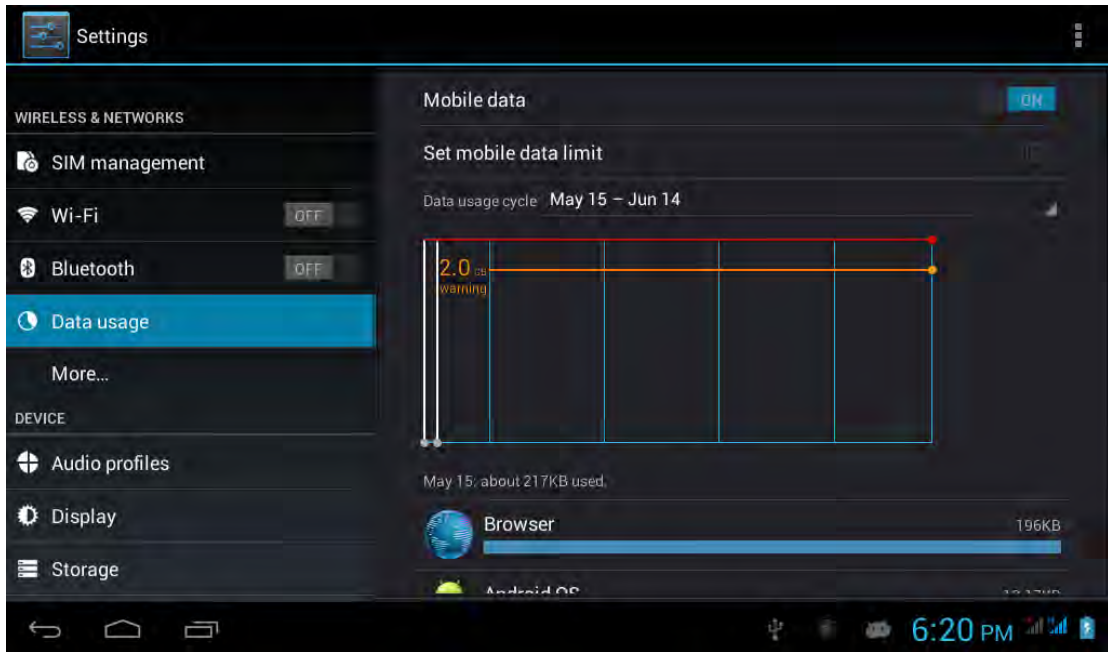 Settings
WIRELESS & NETWORKS
SIM management
Wi-Fi OFF
Bluetooth OFF
Data usage
More...
DEVICE
Audio profiles
Display
Storage
Mobile data ON
Set mobile data limit
Data usage cycle May 15 – Jun 14
2.0 GB
warning
May 15: about 217KB used.
Browser 196KB
Android OS
6:20 PM